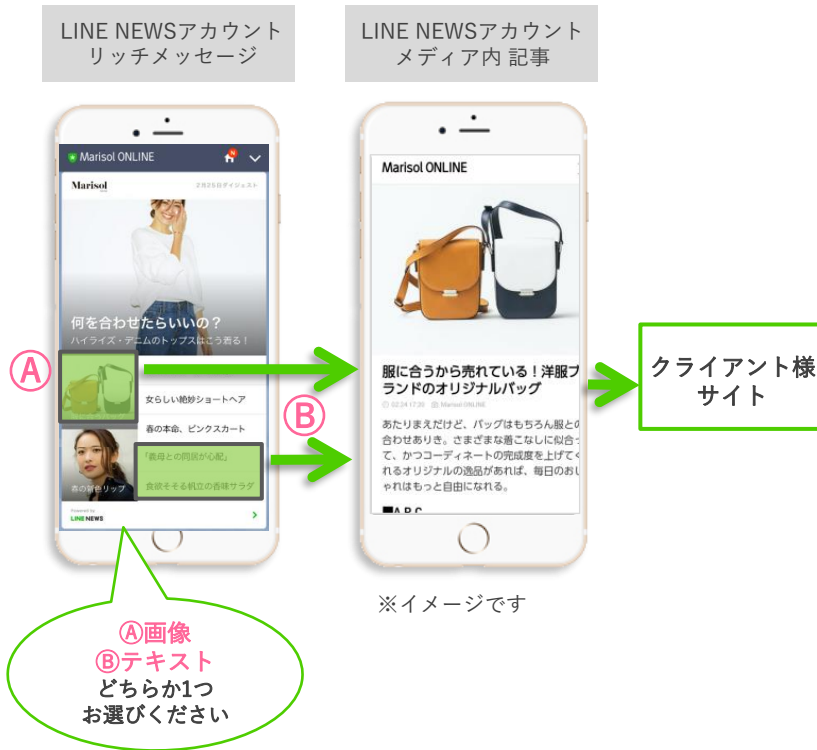 LINE NEWSアカウント
リッチメッセージ
LINE NEWSアカウント
メディア内 記事
Marisol ONLINE
N
Marisol
2月25日ダイジェスト
何を合わせたらいいの？
ハイライズ・デニムのトップスはこう着る！
Ⓐ
女らしい絶妙ショートヘア
春の本命、ピンクスカート
「義母との同居が心配」
食欲そそる帆立の香味サラダ
春の新色リップ
Powered by
LINE NEWS
Ⓑ
Marisol ONLINE
服に合うから売れている！洋服ブ
ランドのオリジナルバッグ
02.24 17:20 Marisol ONLINE
あたりまえだけど、バッグはもちろん服との
合わせありき。さまざまな着こなしに似合っ
て、かつコーディネートの完成度を上げてく
れるオリジナルの逸品があれば、毎日のおし
ゃれはもっと自由になれる。
■A.P.C
クライアント様
サイト
※イメージです
Ⓐ画像
Ⓑテキスト
どちらか1つ
お選びください